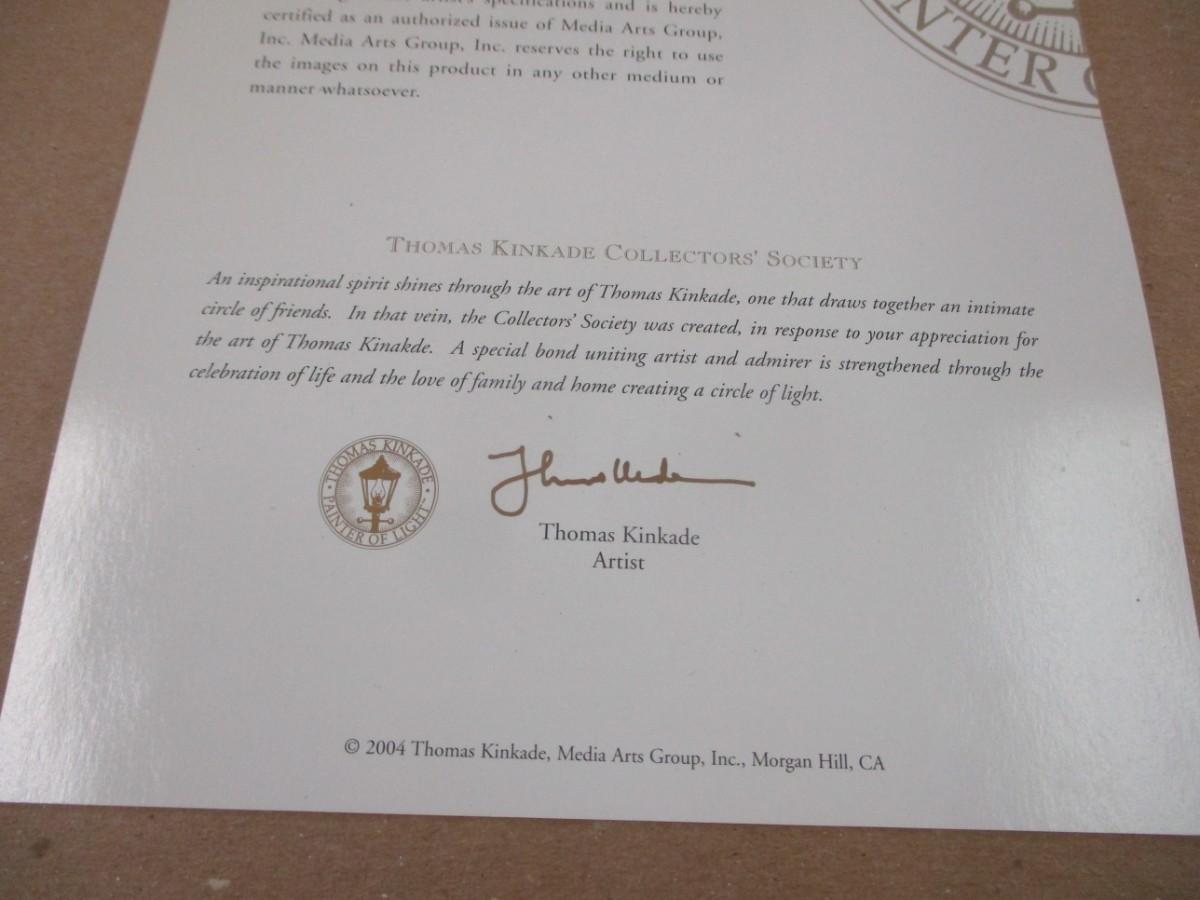 specifications and is hereby
certified as an authorized issue of Media Arts Group,
Inc. Media Arts Group, Inc. reserves the right to use
the images on this product in any other medium or
manner whatsoever.
NTER O
THOMAS KINKADE COLLECTORS' SOCIETY
An inspirational spirit shines through the art of Thomas Kinkade, one that draws together an intimate
circle of friends. In that vein, the Collectors' Society was created, in response to your appreciation for
the art of Thomas Kinakde. A special bond uniting artist and admirer is strengthened through the
celebration of life and the love of family and home creating a circle of light.
THOMAS KINKADE
PAINTER OF LIGHT™
Thomas Kinkade
Artist
© 2004 Thomas Kinkade, Media Arts Group, Inc., Morgan Hill, CA